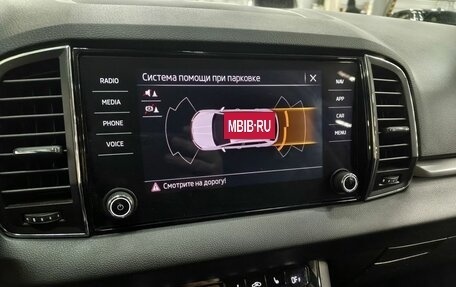 Система помощи при парковке
RADIO
MEDIA
PHONE
VOICE
NAV
APP
CAR
MENU
MBIB·RU
Смотрите на дорогу!